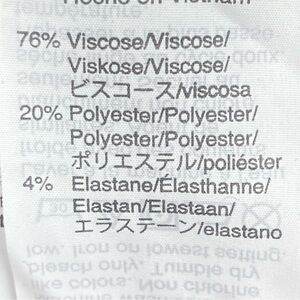 Hecho en Vietnam
76% Viscose/Viscose/
Viskose/Viscose/
ビスコース/viscosa
20% Polyester/Polyester/
Polyester/Polyester/
ポリエステル/poliéster
4% Elastane/Élasthanne/
Elastan/Elastaan/
エラステーン/elastano